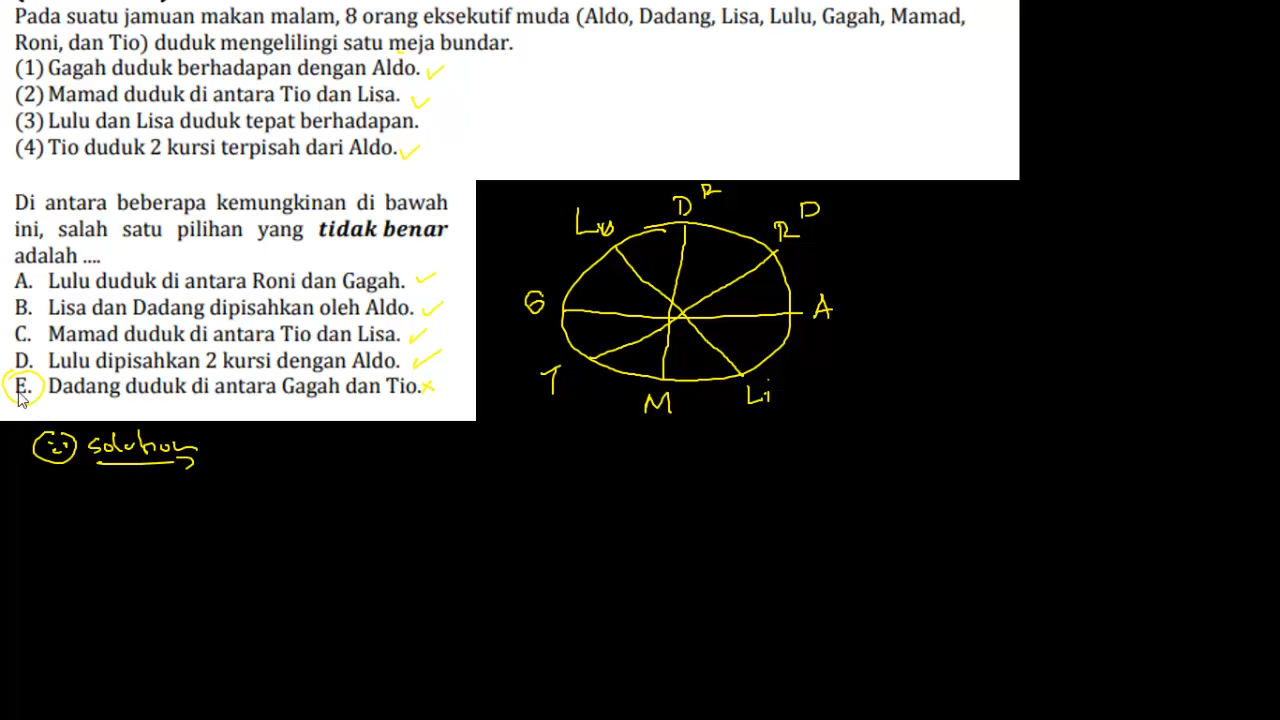 Pada suatu jamuan makan malam, 8 orang eksekutif muda (Aldo, Dadang, Lisa, Lulu, Gagah, Mamad,
Roni, dan Tio) duduk mengelilingi satu meja bundar.
(1) Gagah duduk berhadapan dengan Aldo.
(2) Mamad duduk di antara Tio dan Lisa.
(3) Lulu dan Lisa duduk tepat berhadapan.
(4) Tio duduk 2 kursi terpisah dari Aldo.
Di antara beberapa kemungkinan di bawah
ini, salah satu pilihan yang tidak benar
adalah ....
A. Lulu duduk di antara Roni dan Gagah.
B. Lisa dan Dadang dipisahkan oleh Aldo.
C. Mamad duduk di antara Tio dan Lisa.
D. Lulu dipisahkan 2 kursi dengan Aldo.
E. Dadang duduk di antara Gagah dan Tio.
D R
Lu
R D
G
A
T
M
Li
solution